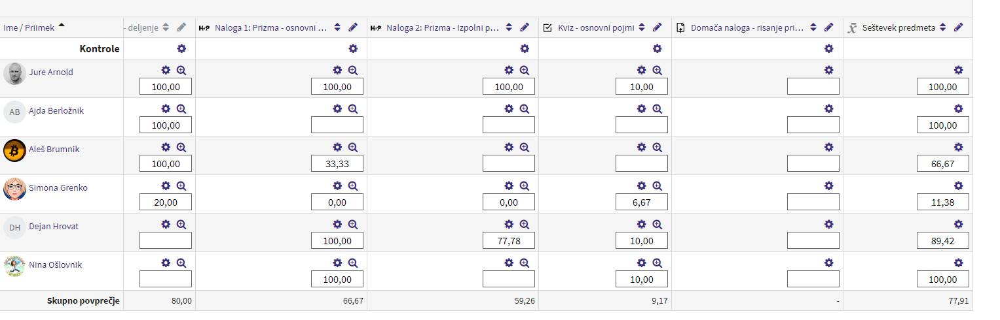 Ime / Priimek - deljenje Naloga 1: Prizma - osnovni ... Naloga 2: Prizma - Izpolni p... Kviz - osnovni pojmi Domača naloga - risanje pri... Seštevek predmeta
Kontrole
Jure Arnold
100,00 100,00 100,00 10,00 100,00
AB Ajda Berložnik
100,00 100,00
Aleš Brumnik
100,00 33,33 66,67
Simona Grenko
20,00 0,00 0,00 6,67 11,38
DH Dejan Hrovat
100,00 77,78 10,00 89,42
Nina Ošlovnik
100,00 10,00 100,00
Skupno povprečje 80,00 66,67 59,26 9,17 - 77,91